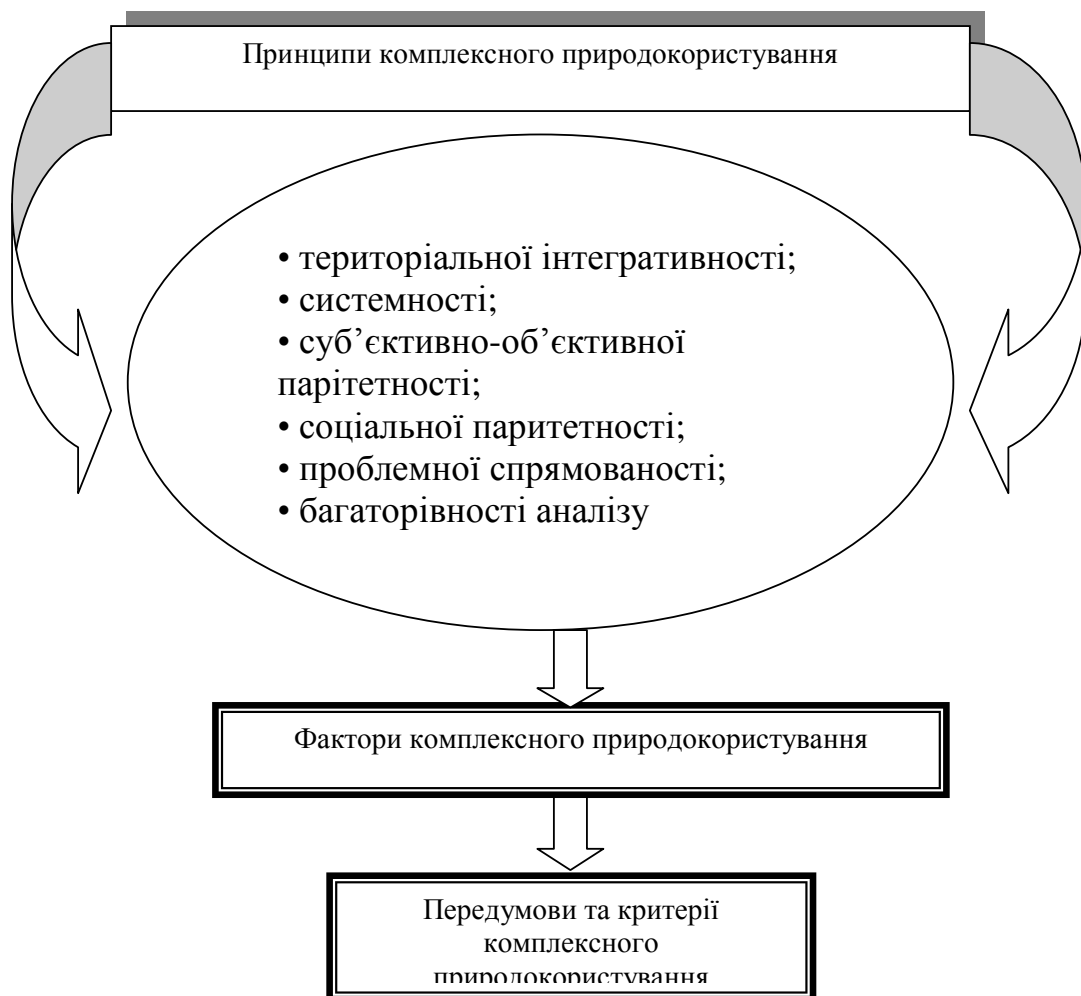 Принципи комплексного природокористування
• територіальної інтегративності;
• системності;
• суб’єктивно-об’єктивної
парітетності;
• соціальної паритетності;
• проблемної спрямованості;
• багаторівності аналізу
Фактори комплексного природокористування
Передумови та критерії
комплексного
природокористування